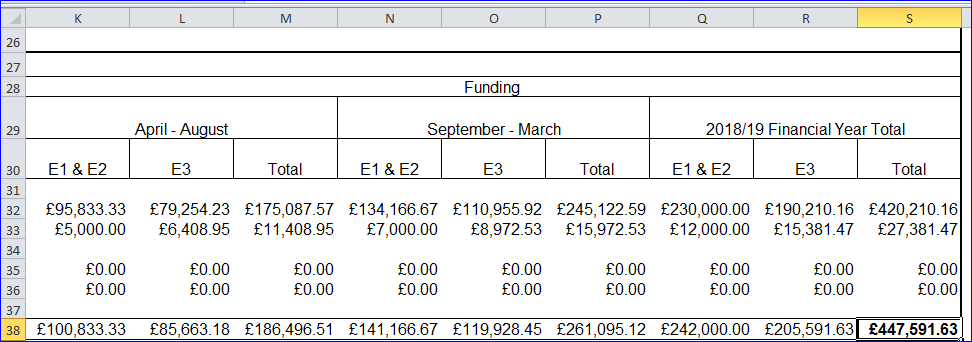 K L M N O P Q R S
26
27
28 Funding
29 April - August September - March 2018/19 Financial Year Total
30 E1 & E2 E3 Total E1 & E2 E3 Total E1 & E2 E3 Total
31
32 £95,833.33 £79,254.23 £175,087.57 £134,166.67 £110,955.92 £245,122.59 £230,000.00 £190,210.16 £420,210.16
33 £5,000.00 £6,408.95 £11,408.95 £7,000.00 £8,972.53 £15,972.53 £12,000.00 £15,381.47 £27,381.47
34
35 £0.00 £0.00 £0.00 £0.00 £0.00 £0.00 £0.00 £0.00 £0.00
36 £0.00 £0.00 £0.00 £0.00 £0.00 £0.00 £0.00 £0.00 £0.00
37
38 £100,833.33 £85,663.18 £186,496.51 £141,166.67 £119,928.45 £261,095.12 £242,000.00 £205,591.63 £447,591.63